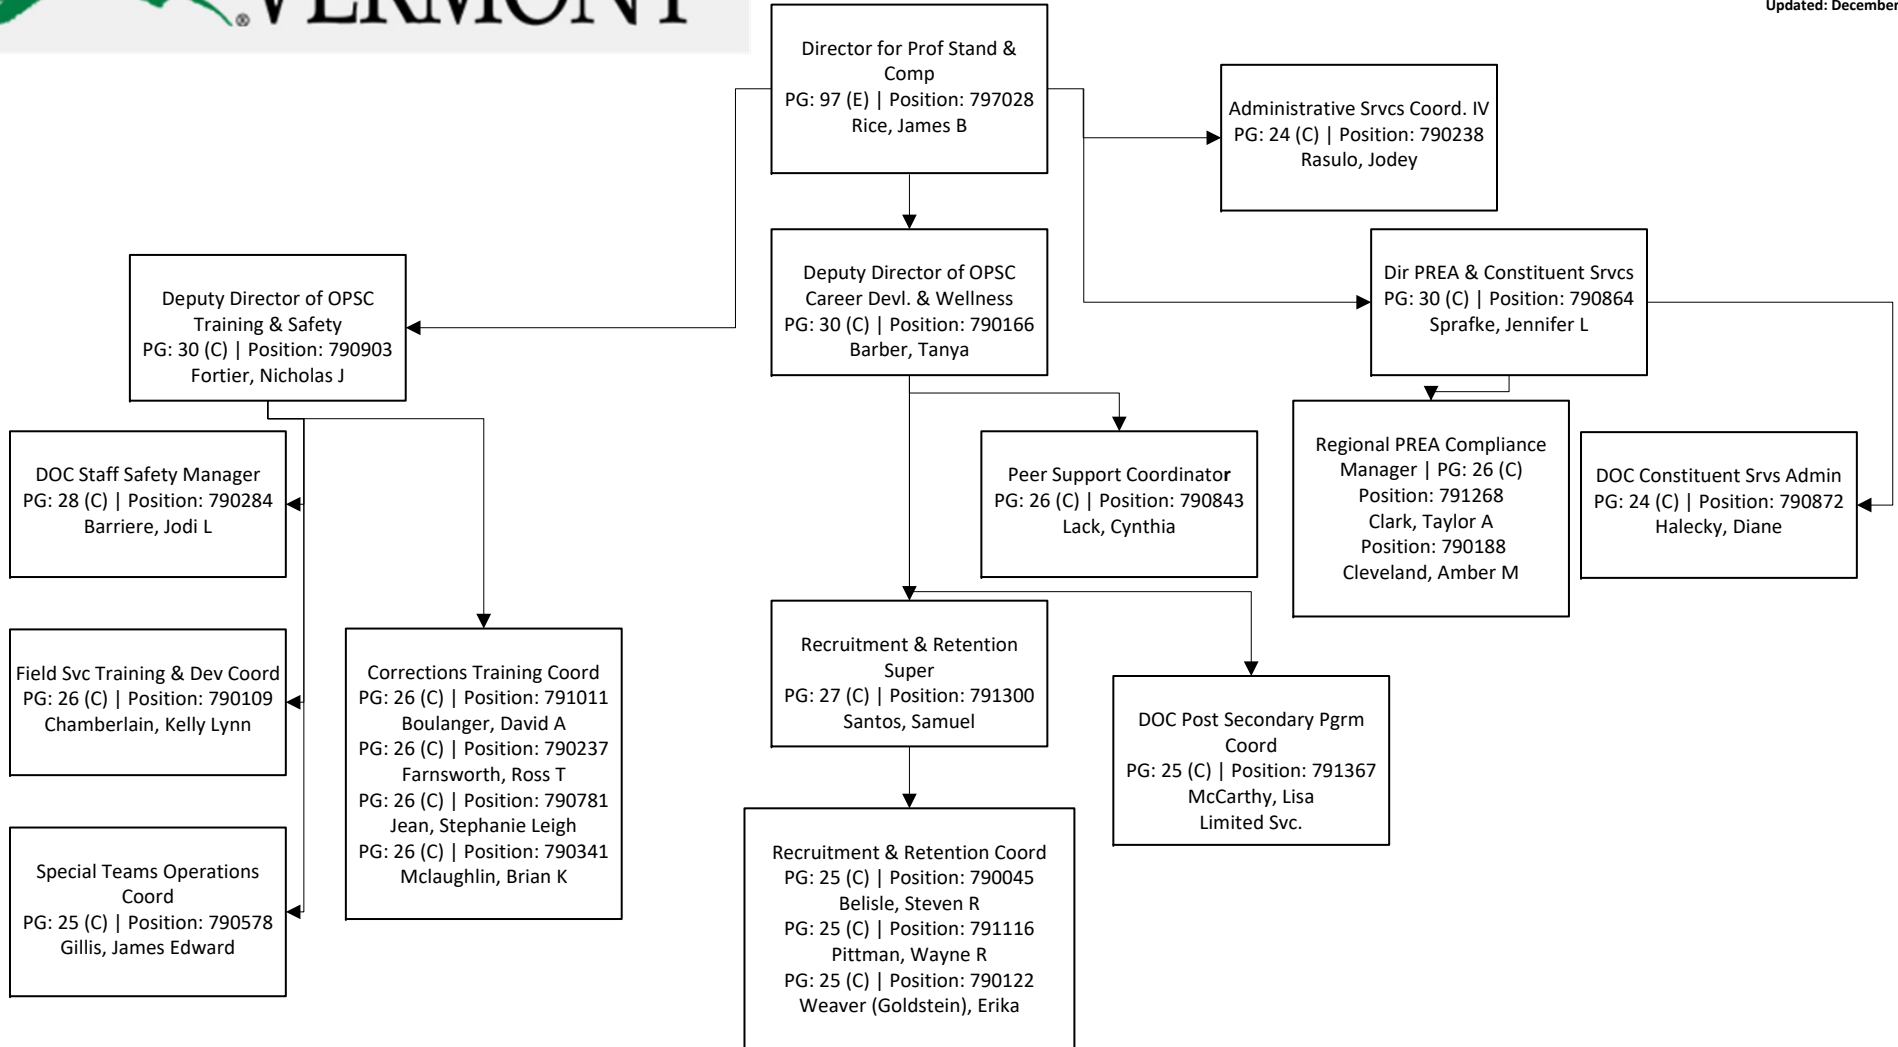 VERMONT
®
Updated: December
Director for Prof Stand &
Comp
PG: 97 (E) | Position: 797028
Rice, James B
Administrative Srvcs Coord. IV
PG: 24 (C) | Position: 790238
Rasulo, Jodey
Deputy Director of OPSC
Training & Safety
PG: 30 (C) | Position: 790903
Fortier, Nicholas J
Deputy Director of OPSC
Career Devl. & Wellness
PG: 30 (C) | Position: 790166
Barber, Tanya
Dir PREA & Constituent Srvcs
PG: 30 (C) | Position: 790864
Sprafke, Jennifer L
DOC Staff Safety Manager
PG: 28 (C) | Position: 790284
Barriere, Jodi L
Peer Support Coordinator
PG: 26 (C) | Position: 790843
Lack, Cynthia
Regional PREA Compliance
Manager | PG: 26 (C)
Position: 791268
Clark, Taylor A
Position: 790188
Cleveland, Amber M
DOC Constituent Srvs Admin
PG: 24 (C) | Position: 790872
Halecky, Diane
Field Svc Training & Dev Coord
PG: 26 (C) | Position: 790109
Chamberlain, Kelly Lynn
Corrections Training Coord
PG: 26 (C) | Position: 791011
Boulanger, David A
PG: 26 (C) | Position: 790237
Farnsworth, Ross T
PG: 26 (C) | Position: 790781
Jean, Stephanie Leigh
PG: 26 (C) | Position: 790341
Mclaughlin, Brian K
Recruitment & Retention
Super
PG: 27 (C) | Position: 791300
Santos, Samuel
DOC Post Secondary Pgrm
Coord
PG: 25 (C) | Position: 791367
McCarthy, Lisa
Limited Svc.
Special Teams Operations
Coord
PG: 25 (C) | Position: 790578
Gillis, James Edward
Recruitment & Retention Coord
PG: 25 (C) | Position: 790045
Belisle, Steven R
PG: 25 (C) | Position: 791116
Pittman, Wayne R
PG: 25 (C) | Position: 790122
Weaver (Goldstein), Erika